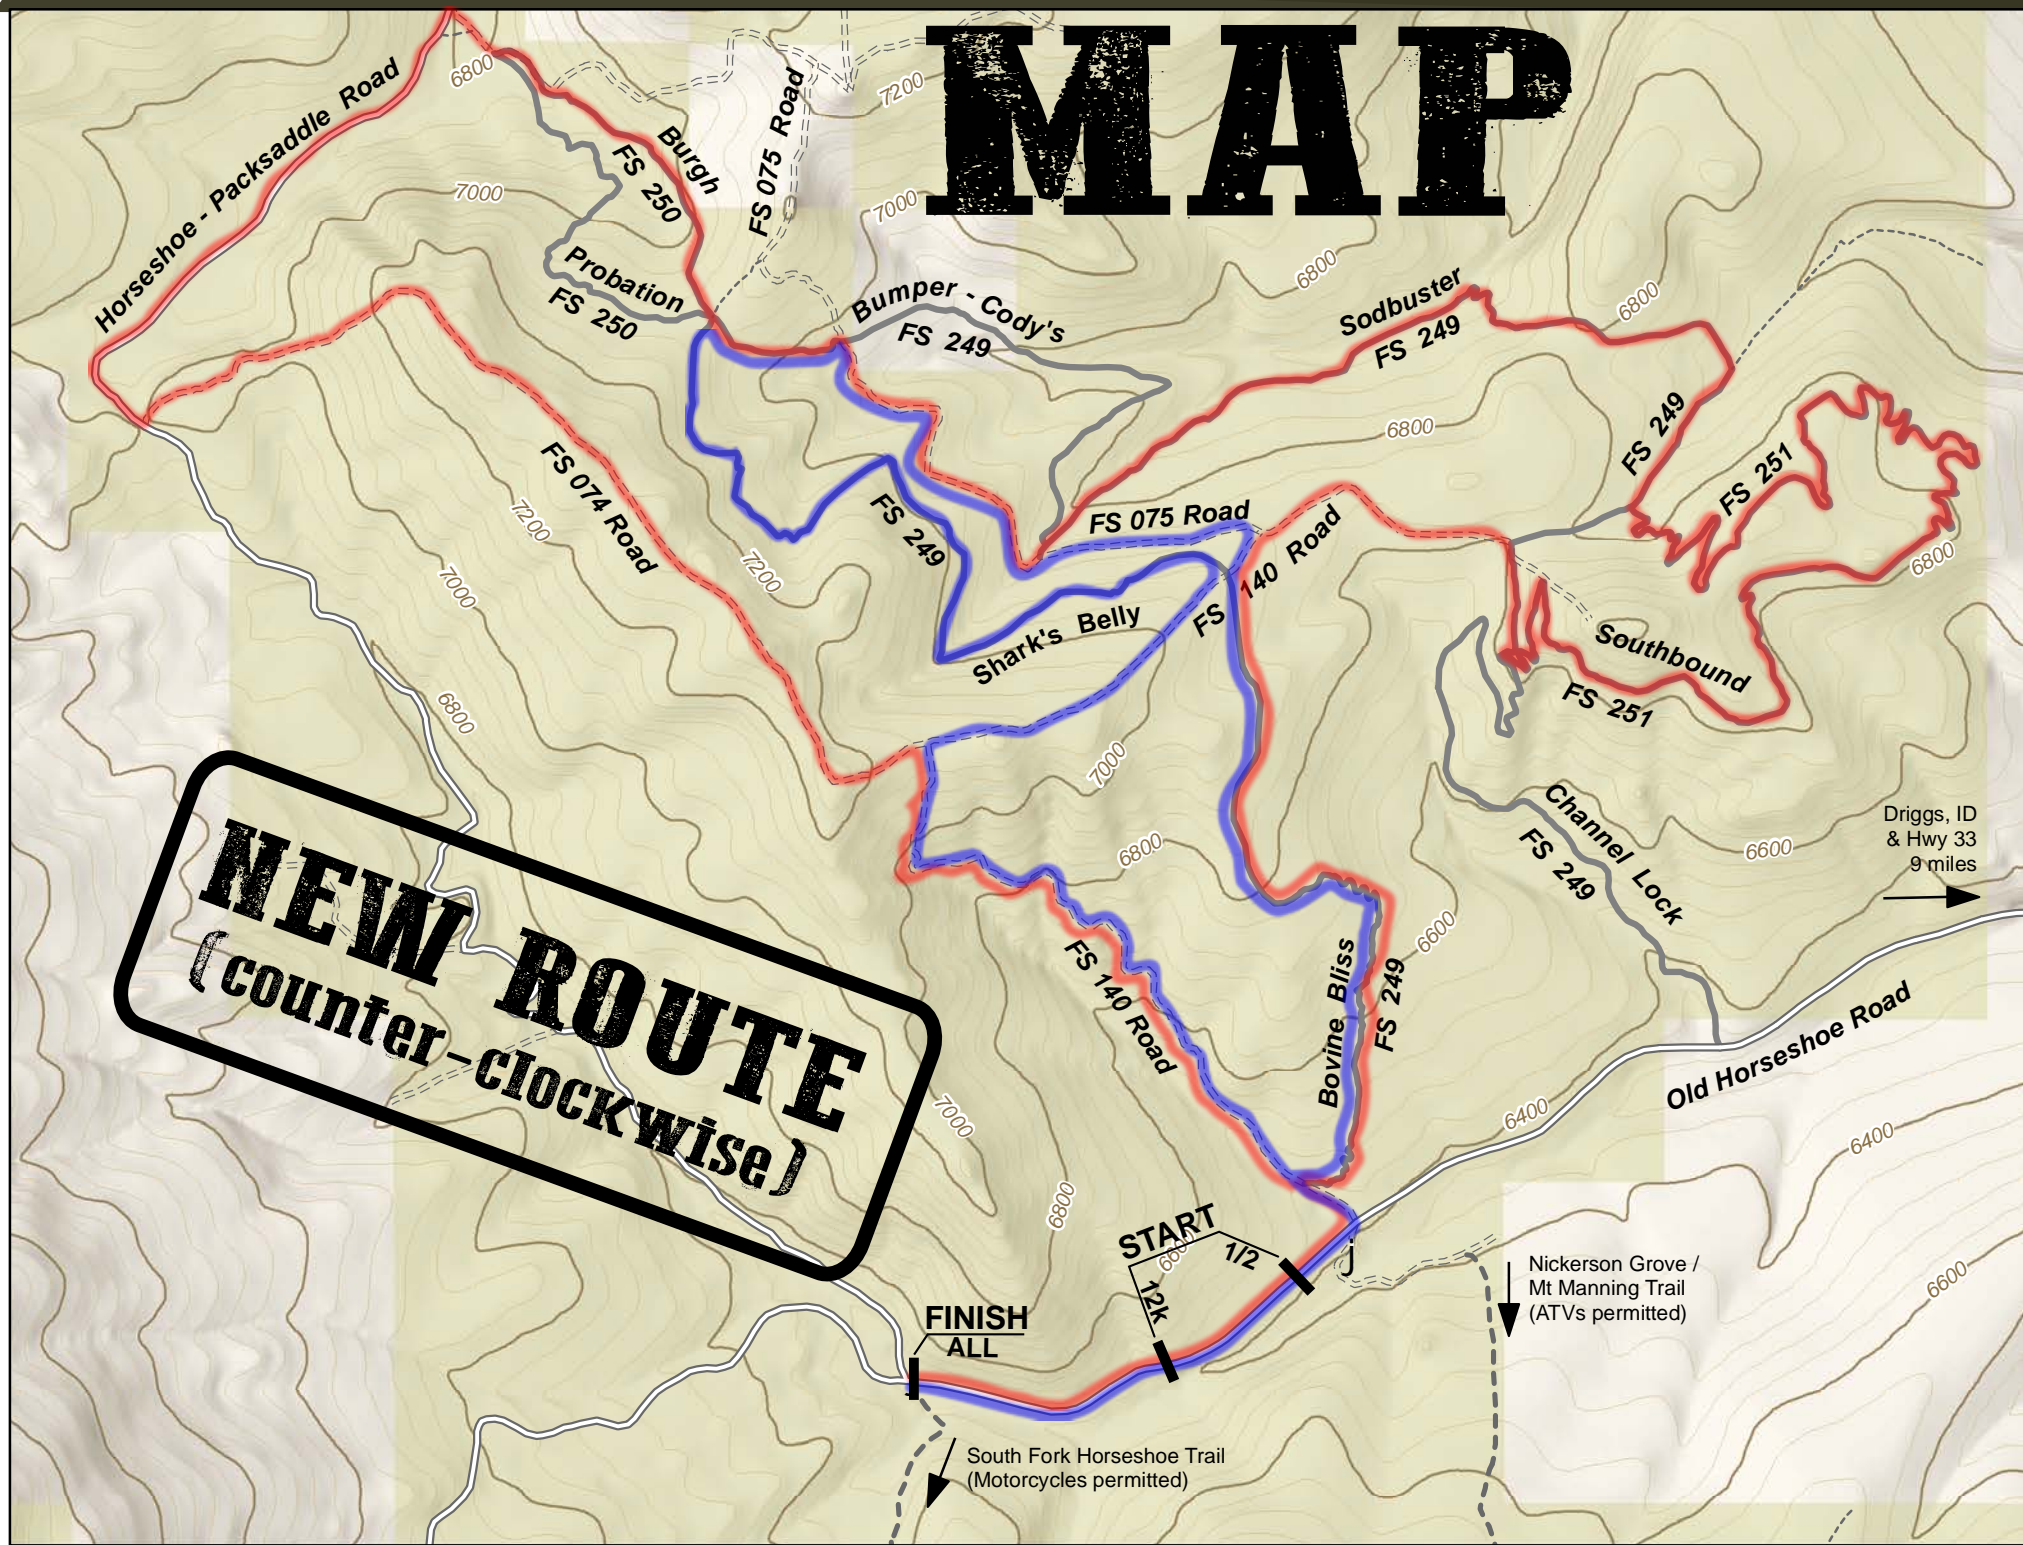 MAP
Horseshoe - Packsaddle Road
6800
Burgh
FS 250
FS 075 Road
7200
7000
7000
Probation
FS 250
Bumper - Cody's
FS 249
6800
Sodbuster
FS 249
6800
6800
FS 249
FS 251
FS 074 Road
7200
7000
7200
FS 249
FS 075 Road
FS 140 Road
Shark's Belly
6800
Southbound
FS 251
6800
7000
6800
Channel Lock
FS 249
6600
6600
Driggs, ID
& Hwy 33
9 miles
NEW ROUTE
(counter-clockwise)
FS 140 Road
Bovine Bliss
FS 249
Old Horseshoe Road
7000
6800
6400
6400
6600
START
6600
1/2
12k
FINISH
ALL
Nickerson Grove /
Mt Manning Trail
(ATVs permitted)
6600
South Fork Horseshoe Trail
(Motorcycles permitted)